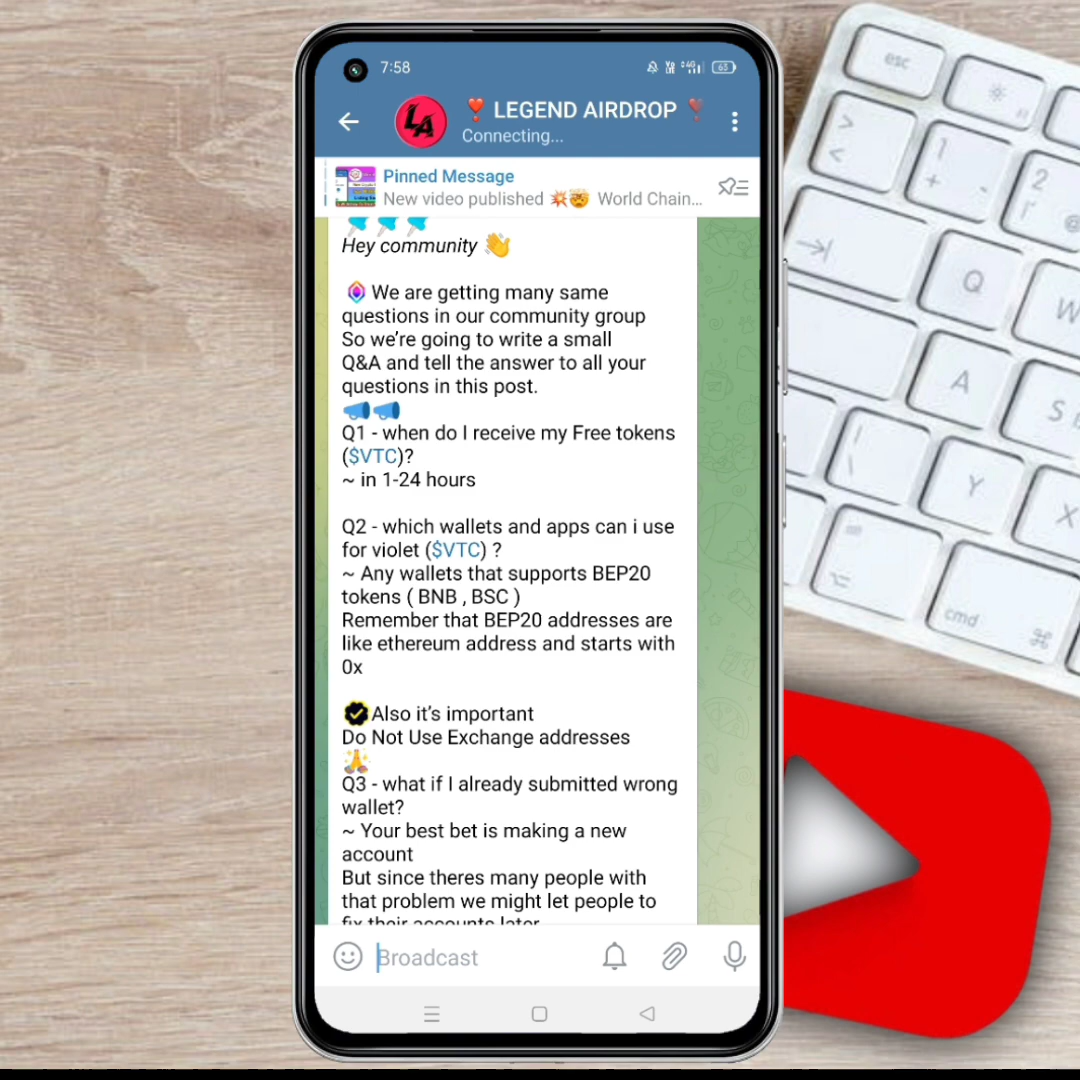 7:58
LEGEND AIRDROP
Connecting...
Pinned Message
New video published 💥🤯 World Chain...
Hey community 👋
We are getting many same
questions in our community group
So we're going to write a small
Q&A and tell the answer to all your
questions in this post.
Q1 - when do I receive my Free tokens
($VTC)?
~ in 1-24 hours
Q2 - which wallets and apps can i use
for violet ($VTC) ?
~ Any wallets that supports BEP20
tokens ( BNB , BSC )
Remember that BEP20 addresses are
like ethereum address and starts with
0x
Also it's important
Do Not Use Exchange addresses
🙏
Q3 - what if I already submitted wrong
wallet?
~ Your best bet is making a new
account
But since theres many people with
that problem we might let people to
fix their accounts later
Broadcast
esc
Q
W
A
S
Y
X
cmd